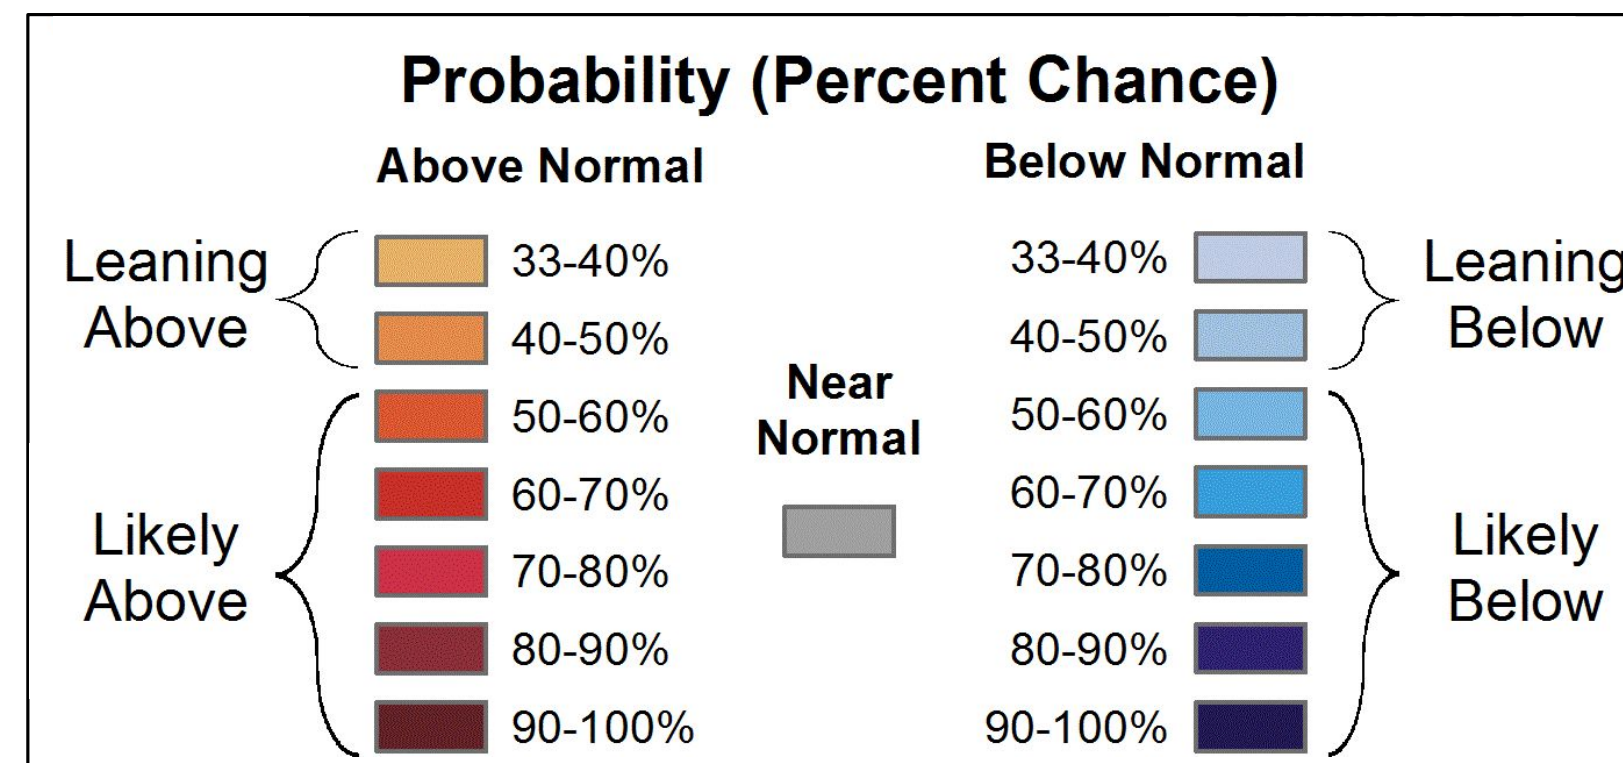 Probability (Percent Chance)
Above Normal
Below Normal
Leaning
Above
33-40%
40-50%
Likely
Above
50-60%
60-70%
70-80%
80-90%
90-100%
Near
Normal
33-40%
40-50%
Leaning
Below
50-60%
60-70%
70-80%
80-90%
90-100%
Likely
Below